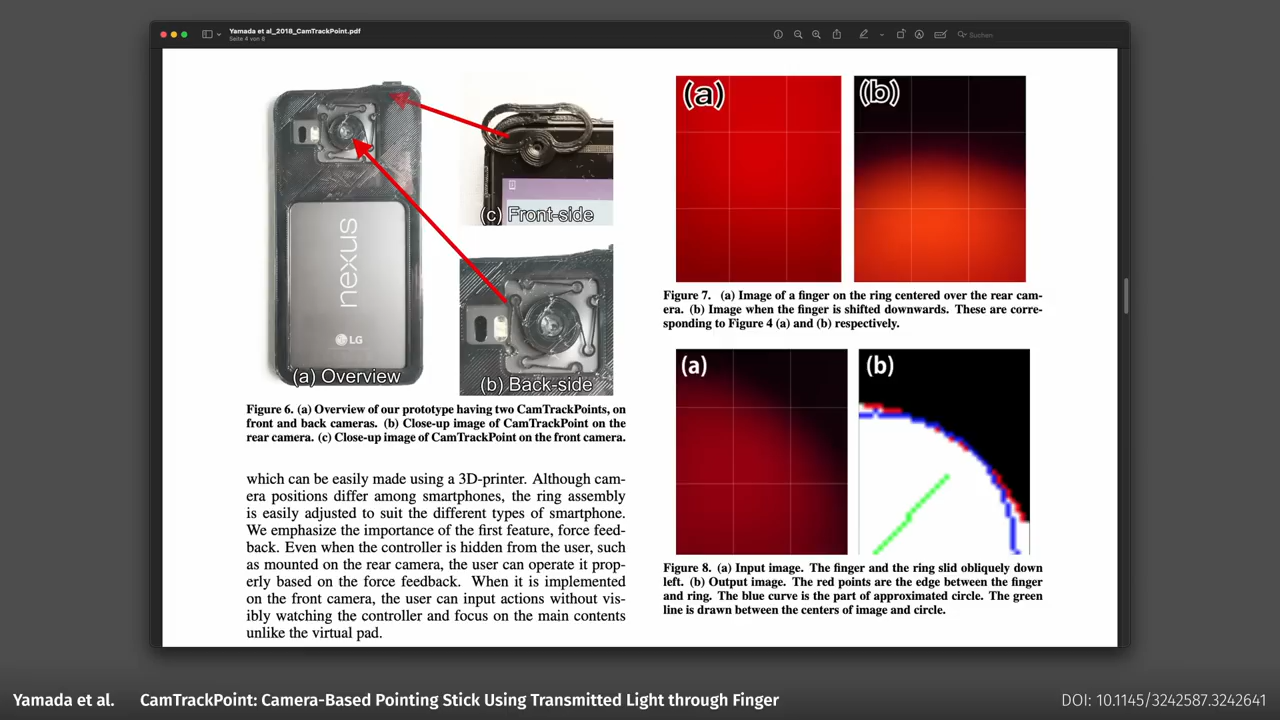 Yamada et al_2018_CamTrackPoint.pdf
Seite 4 von 8
Suchen
nexus
LG
(a) Overview
(c) Front-side
(b) Back-side
Figure 6. (a) Overview of our prototype having two CamTrackPoints, on
front and back cameras. (b) Close-up image of CamTrackPoint on the
rear camera. (c) Close-up image of CamTrackPoint on the front camera.
which can be easily made using a 3D-printer. Although cam-
era positions differ among smartphones, the ring assembly
is easily adjusted to suit the different types of smartphone.
We emphasize the importance of the first feature, force feed-
back. Even when the controller is hidden from the user, such
as mounted on the rear camera, the user can operate it prop-
erly based on the force feedback. When it is implemented
on the front camera, the user can input actions without vis-
ibly watching the controller and focus on the main contents
unlike the virtual pad.
(a)
(b)
Figure 7. (a) Image of a finger on the ring centered over the rear cam-
era. (b) Image when the finger is shifted downwards. These are corre-
sponding to Figure 4 (a) and (b) respectively.
(a)
(b)
Figure 8. (a) Input image. The finger and the ring slid obliquely down
left. (b) Output image. The red points are the edge between the finger
and ring. The blue curve is the part of approximated circle. The green
line is drawn between the centers of image and circle.
Yamada et al. CamTrackPoint: Camera-Based Pointing Stick Using Transmitted Light through Finger DOI: 10.1145/3242587.3242641